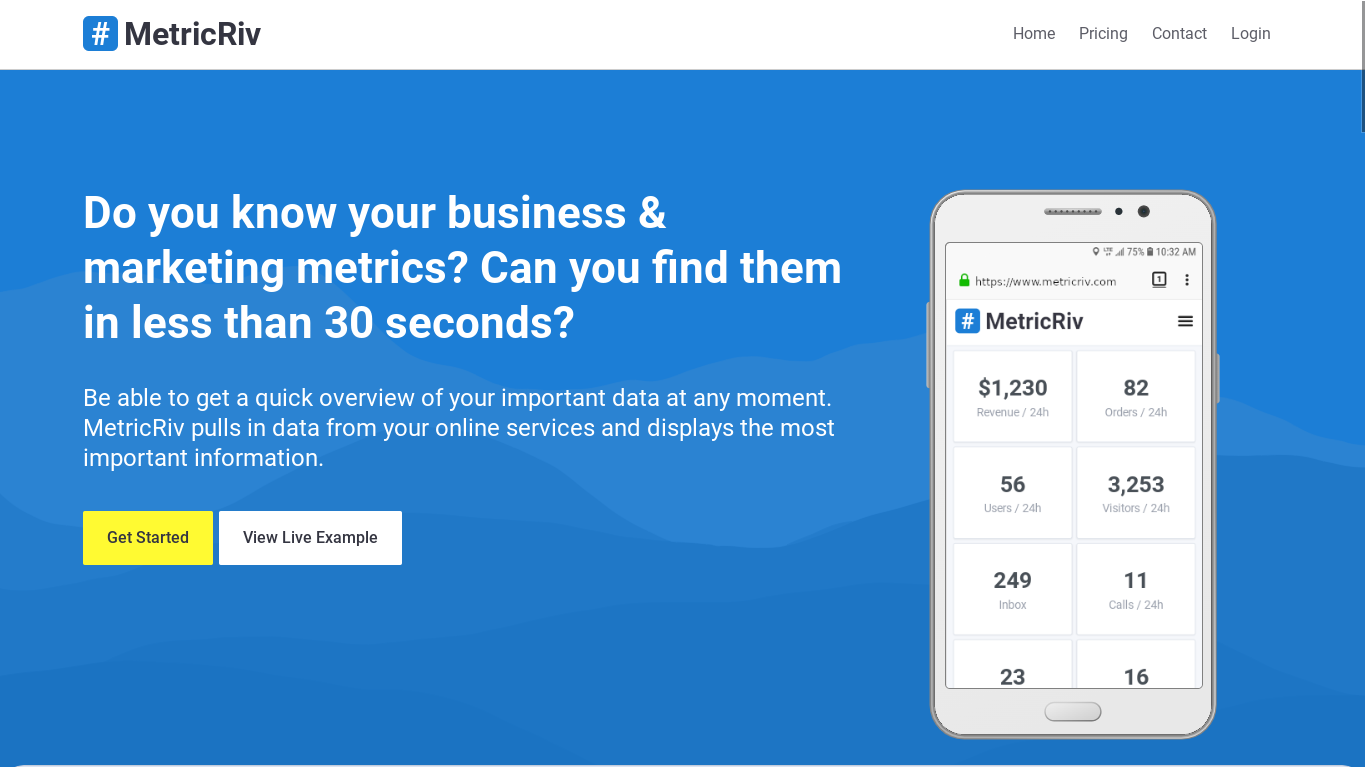 # MetricRiv
Home Pricing Contact Login
Do you know your business &
marketing metrics? Can you find them
in less than 30 seconds?
Be able to get a quick overview of your important data at any moment.
MetricRiv pulls in data from your online services and displays the most
important information.
Get Started View Live Example
75% 10:32 AM
https://www.metricriv.com 1
# MetricRiv
$1,230 82
Revenue / 24h Orders / 24h
56 3,253
Users / 24h Visitors / 24h
249 11
Inbox Calls / 24h
23 16